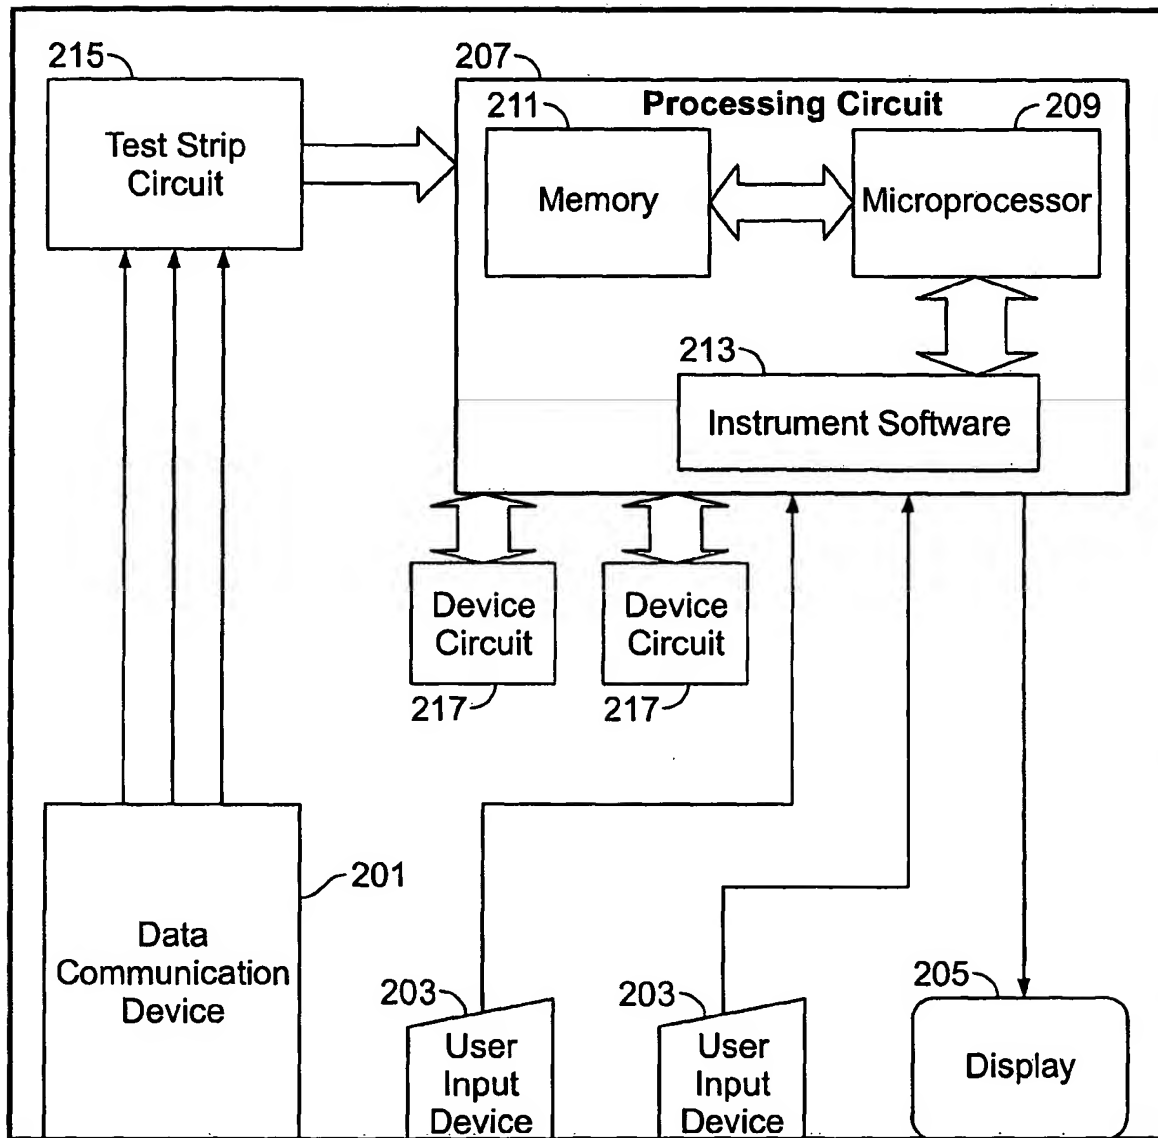 215
Test Strip
Circuit
207
Processing Circuit
211
Memory
209
Microprocessor
213
Instrument Software
Device
Circuit
217
Device
Circuit
217
201
Data
Communication
Device
203
User
Input
Device
203
User
Input
Device
205
Display